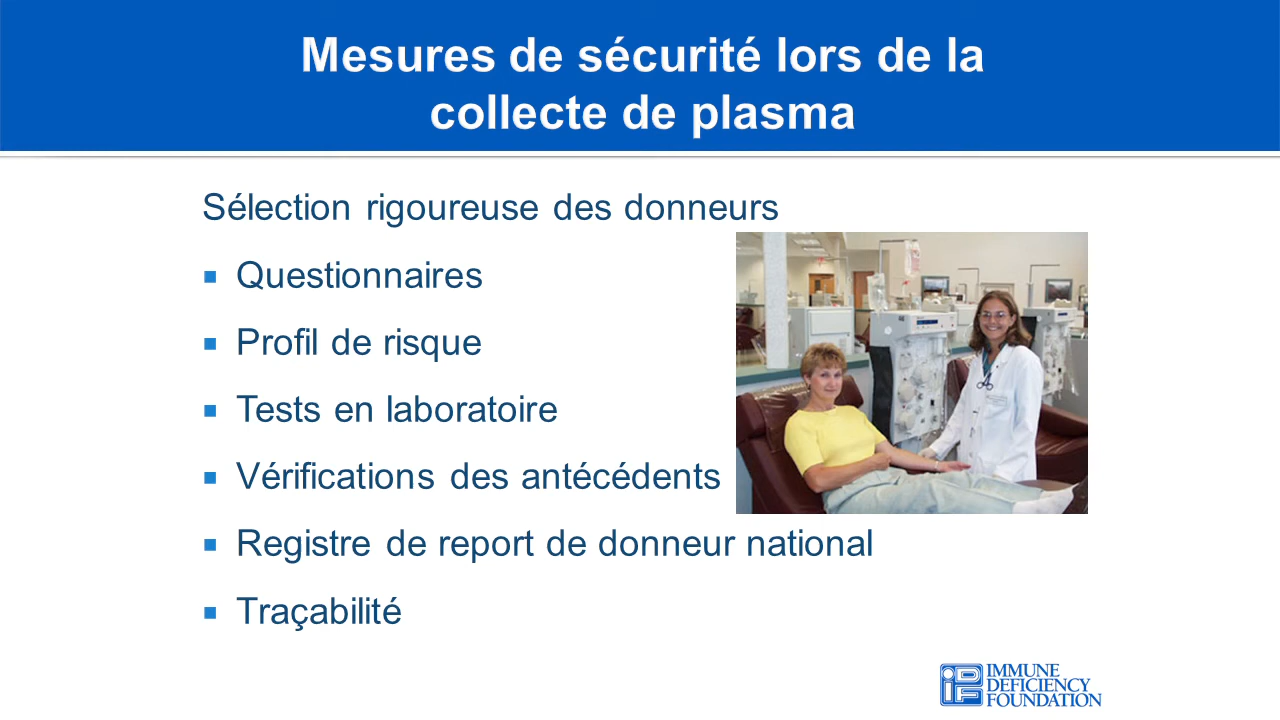 Mesures de sécurité lors de la
collecte de plasma
Sélection rigoureuse des donneurs
Questionnaires
Profil de risque
Tests en laboratoire
Vérifications des antécédents
Registre de report de donneur national
Traçabilité
IDF
IMMUNE
DEFICIENCY
FOUNDATION